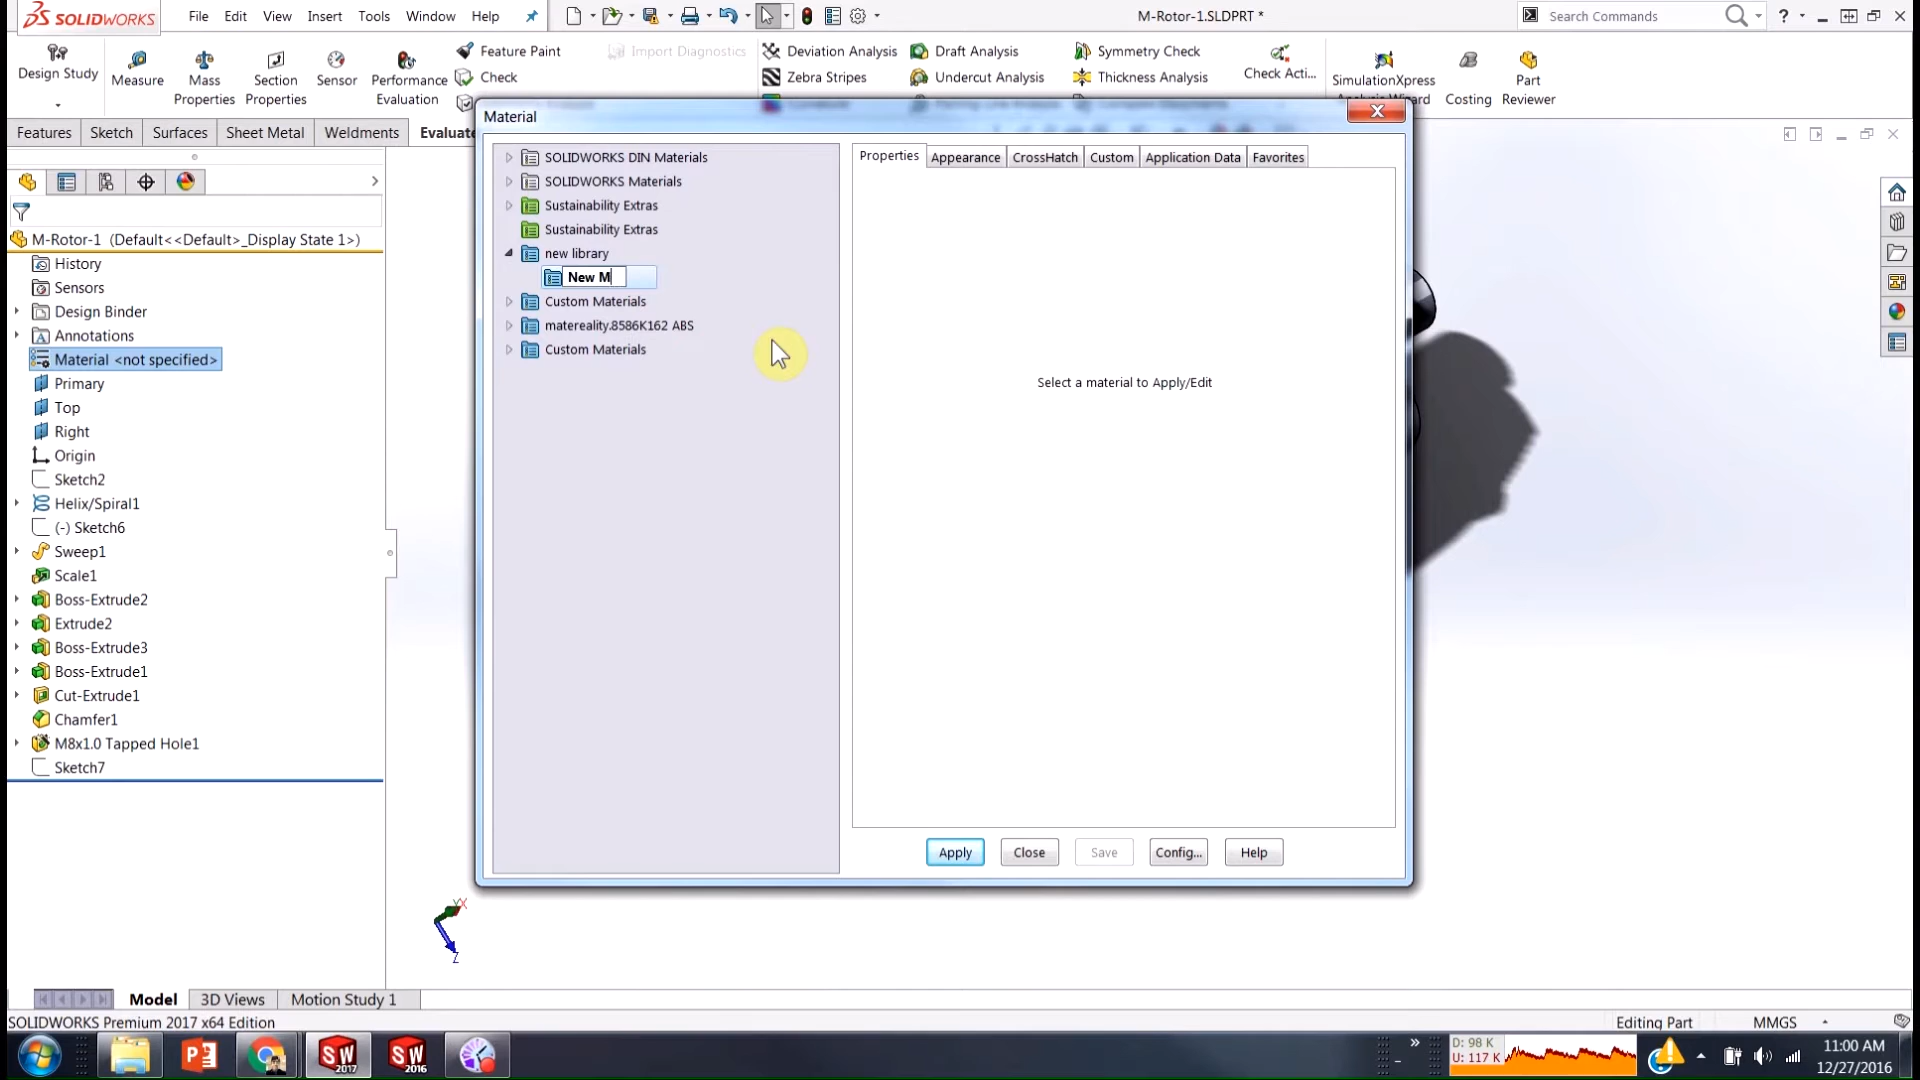 SOLIDWORKS File Edit View Insert Tools Window Help M-Rotor-1.SLDPRT * Search Commands ?
Design Study Measure Mass Properties Section Properties Sensor Performance Evaluation
Feature Paint
Check
Import Diagnostics
Deviation Analysis
Zebra Stripes
Draft Analysis
Undercut Analysis
Symmetry Check
Thickness Analysis
Check Acti...
SimulationXpress
Costing
Part Reviewer
Features Sketch Surfaces Sheet Metal Weldments Evaluate
M-Rotor-1 (Default<<Default>_Display State 1>)
History
Sensors
Design Binder
Annotations
Material <not specified>
Primary
Top
Right
Origin
Sketch2
Helix/Spiral1
(-) Sketch6
Sweep1
Scale1
Boss-Extrude2
Extrude2
Boss-Extrude3
Boss-Extrude1
Cut-Extrude1
Chamfer1
M8x1.0 Tapped Hole1
Sketch7
Material
SOLIDWORKS DIN Materials
SOLIDWORKS Materials
Sustainability Extras
Sustainability Extras
new library
New M
Custom Materials
matereality.8586K162 ABS
Custom Materials
Properties Appearance CrossHatch Custom Application Data Favorites
Select a material to Apply/Edit
Apply Close Save Config... Help
Z
Model 3D Views Motion Study 1
SOLIDWORKS Premium 2017 x64 Edition Editing Part MMGS
SW 2017 SW 2016
D: 98 K
U: 117 K
11:00 AM
12/27/2016